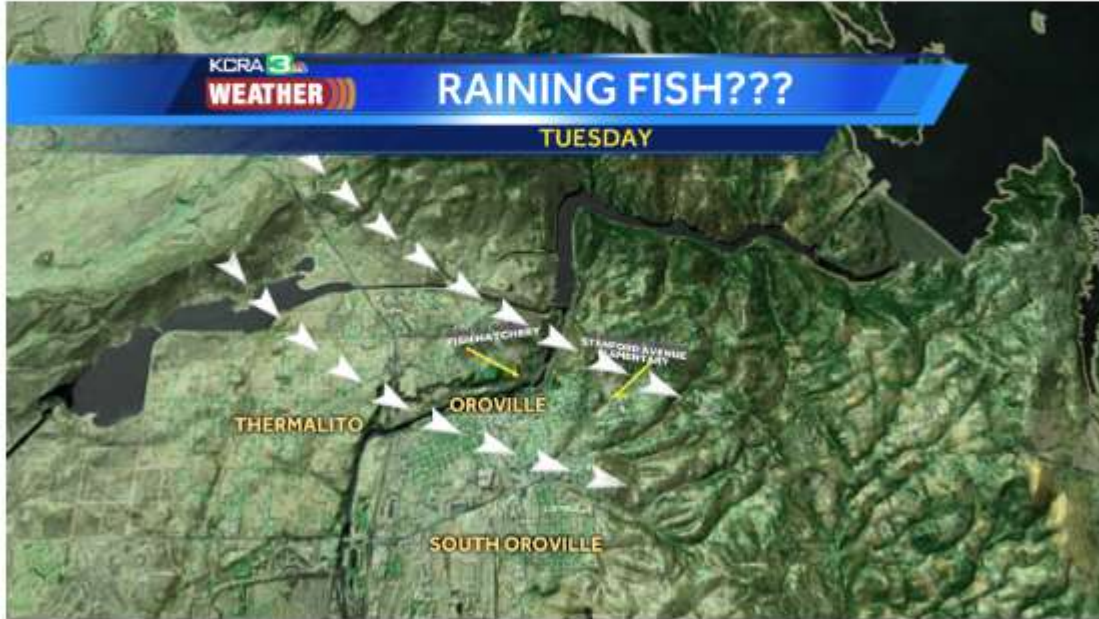 KCRA 3
WEATHER
RAINING FISH???
TUESDAY
FISH HATCHERY
STANFORD AVENUE
ELEMENTARY
OROVILLE
THERMALITO
SOUTH OROVILLE